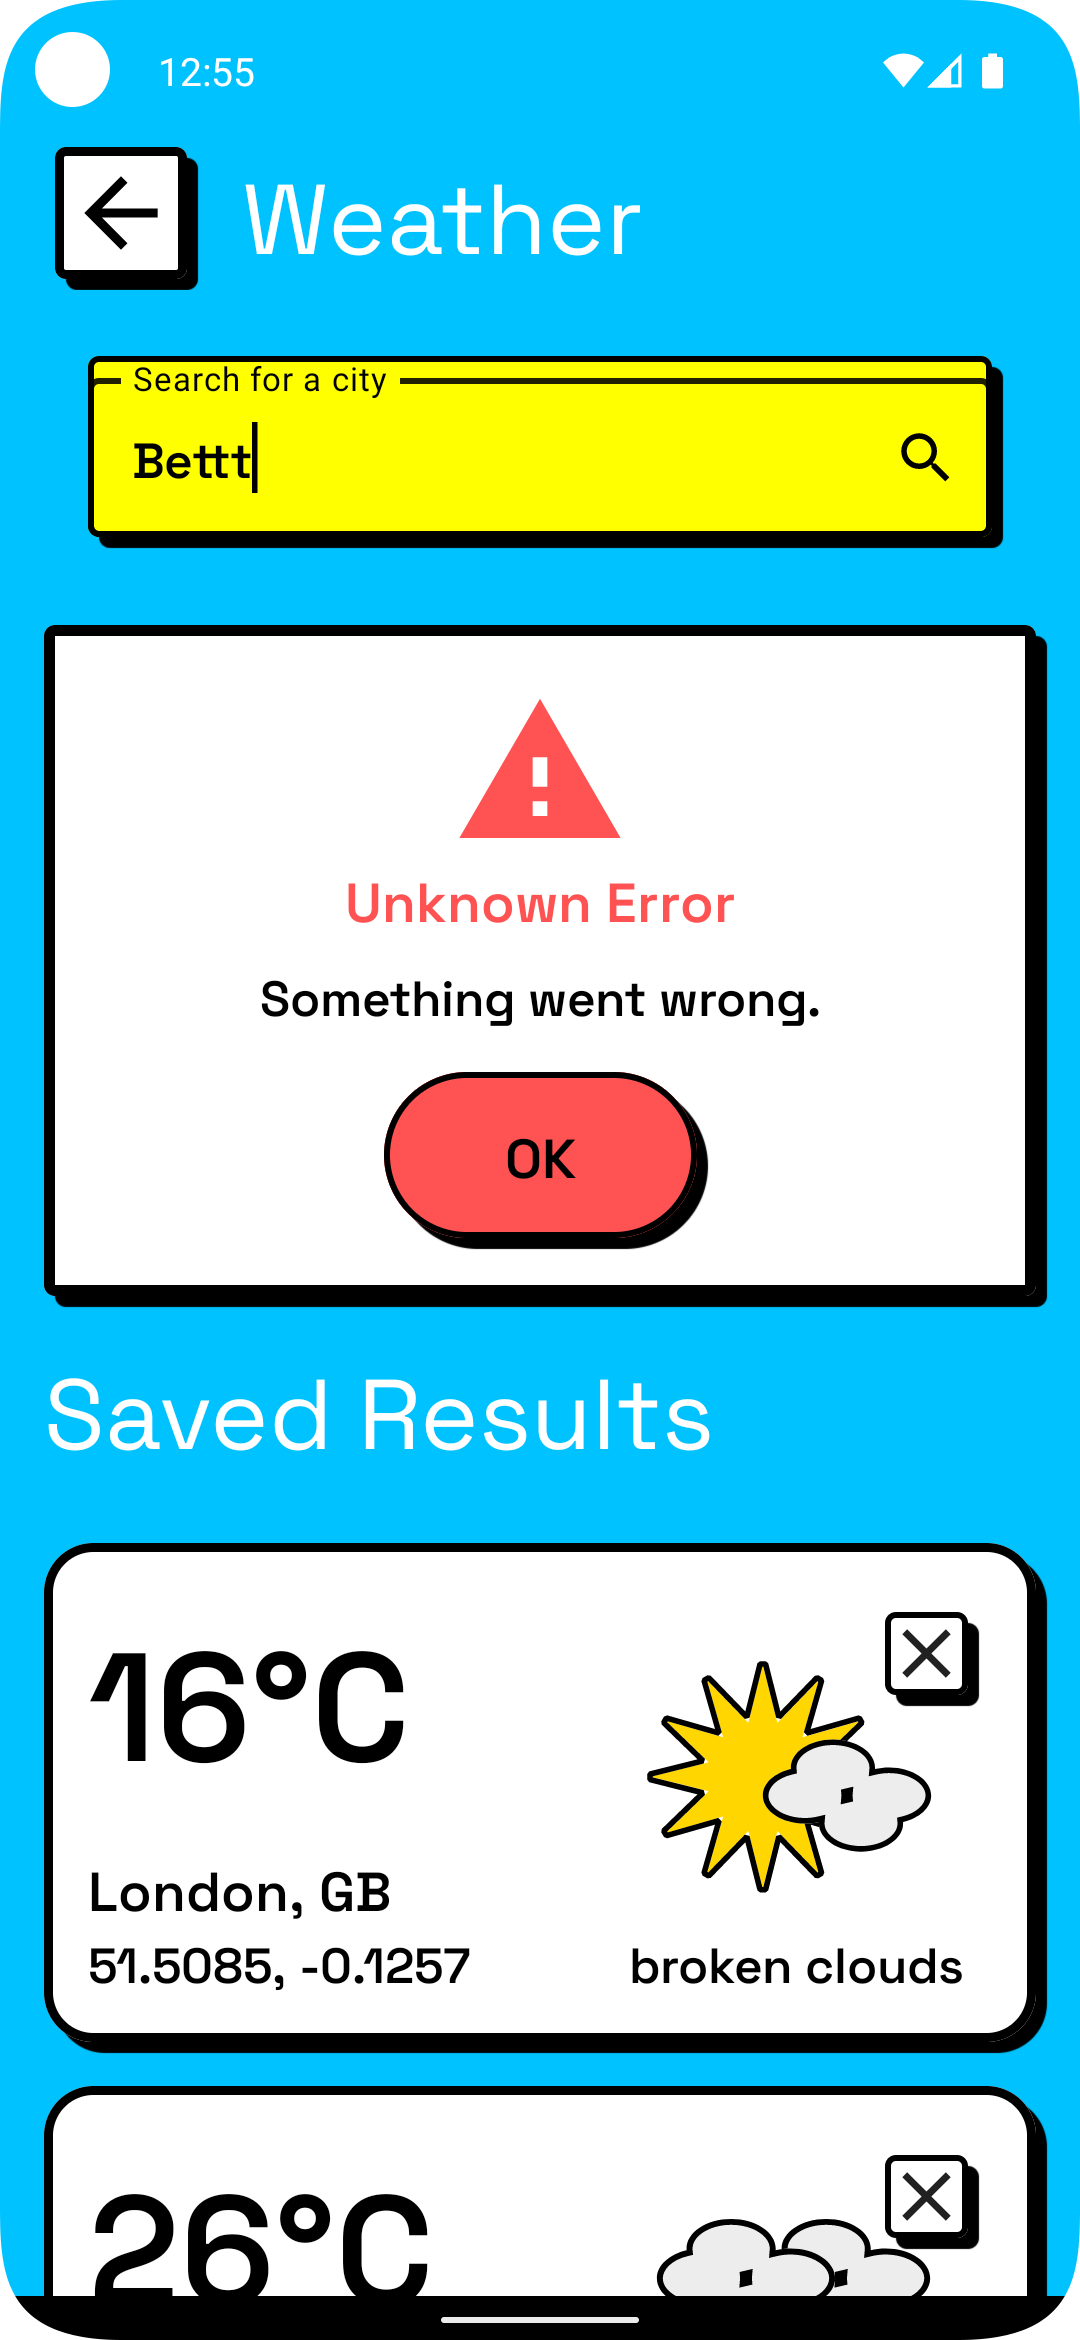 12:55
Weather
Search for a city
Bettt
Unknown Error
Something went wrong.
OK
Saved Results
16°C
London, GB
51.5085, -0.1257
broken clouds
26°C